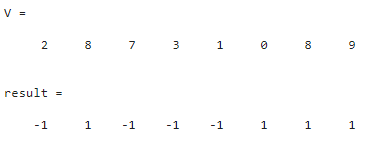 V =
2 8 7 3 1 0 8 9
result =
-1 1 -1 -1 -1 1 1 1